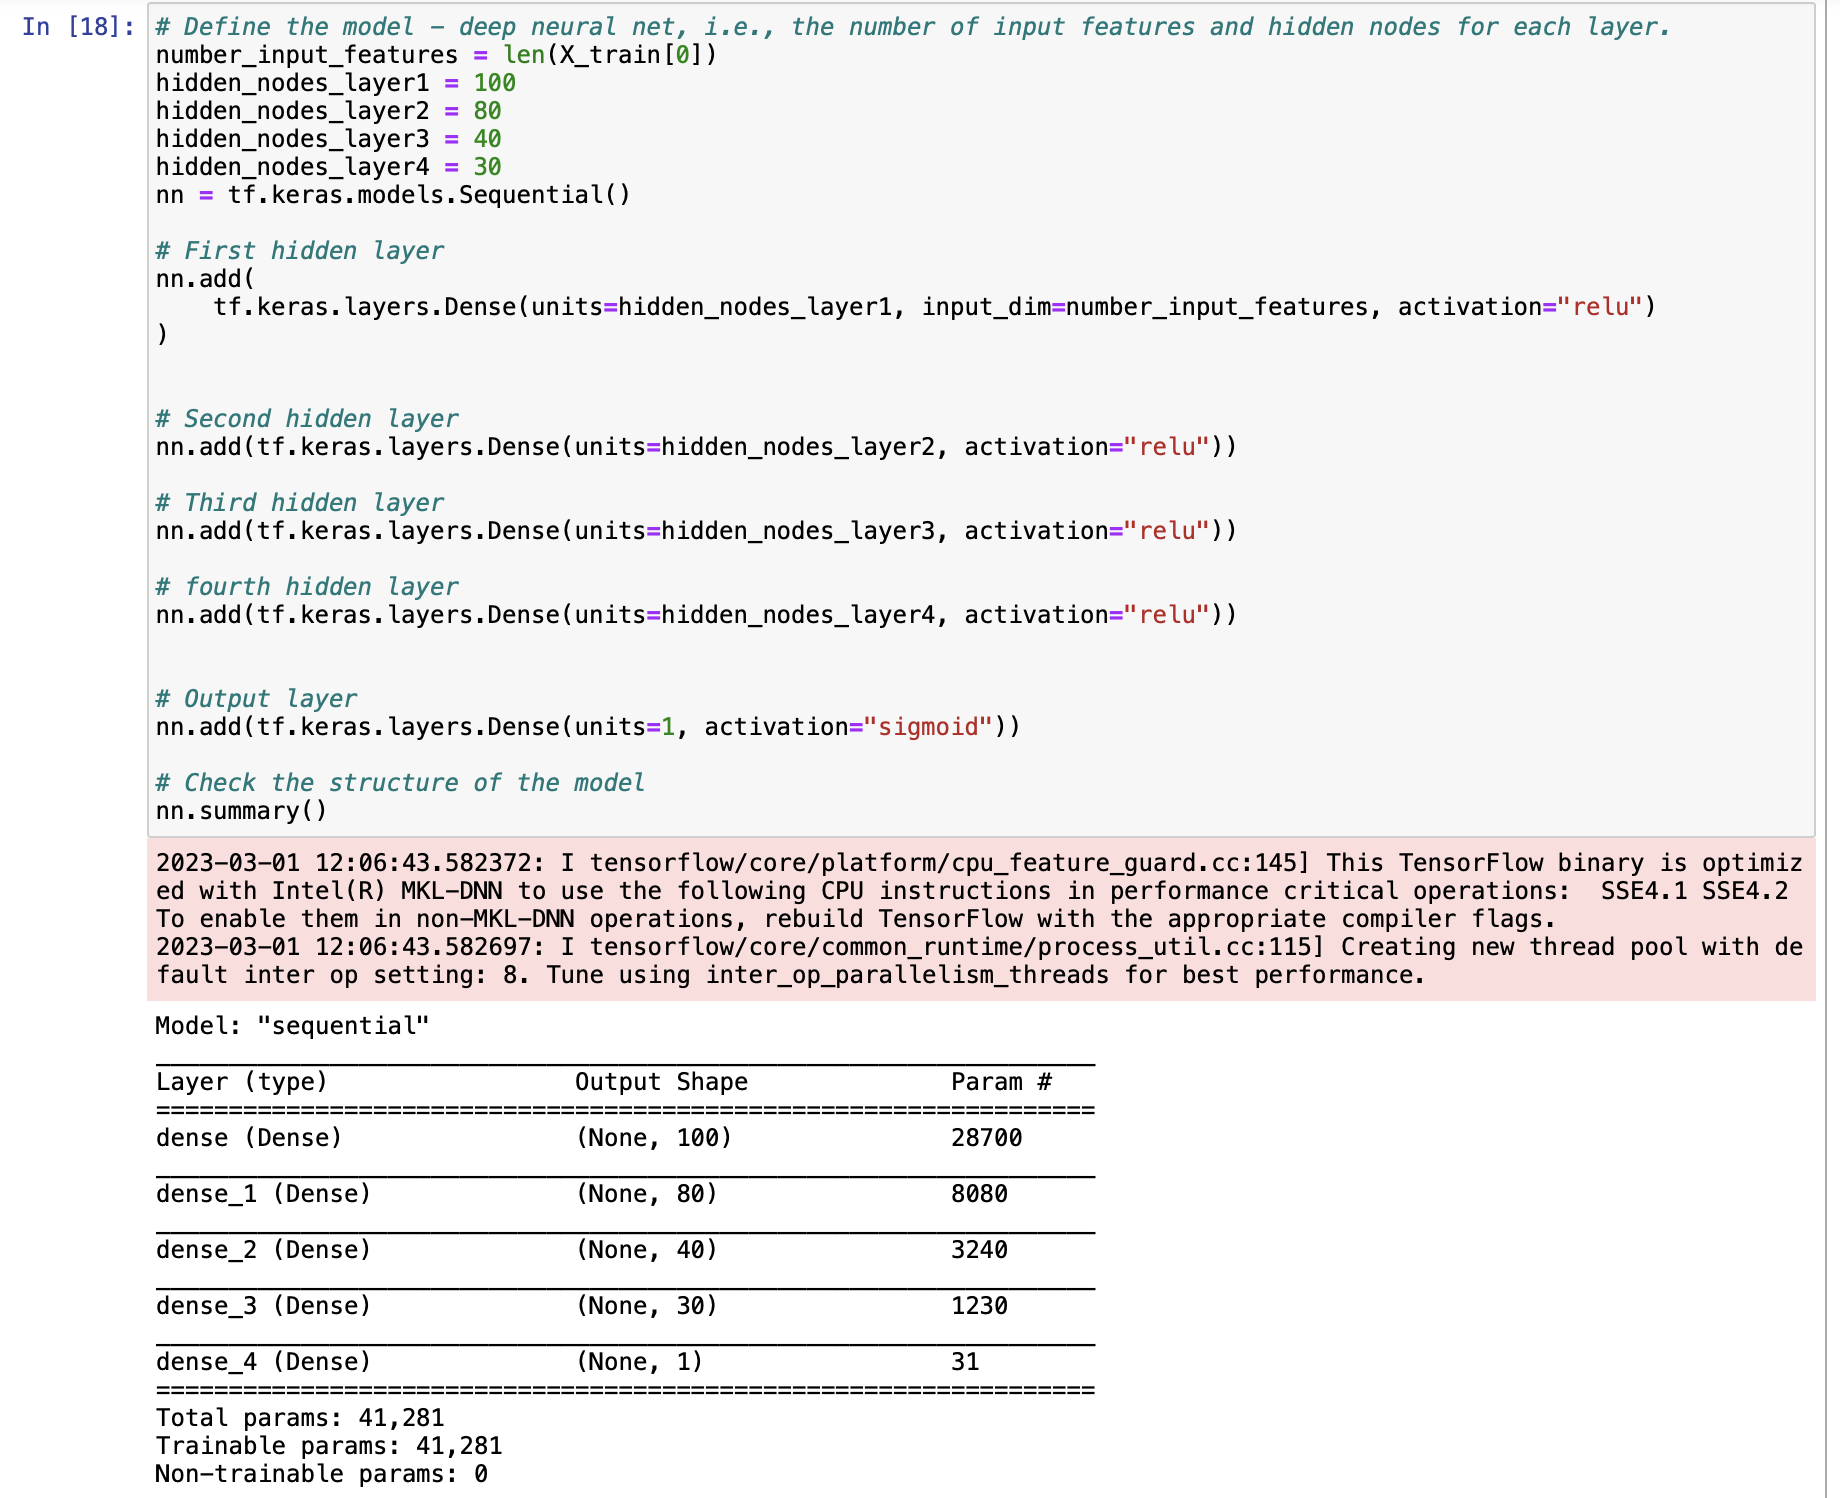 In [18]:
# Define the model – deep neural net, i.e., the number of input features and hidden nodes for each layer.
number_input_features = len(X_train[0])
hidden_nodes_layer1 = 100
hidden_nodes_layer2 = 80
hidden_nodes_layer3 = 40
hidden_nodes_layer4 = 30
nn = tf.keras.models.Sequential()
# First hidden layer
nn.add(
    tf.keras.layers.Dense(units=hidden_nodes_layer1, input_dim=number_input_features, activation="relu")
)
# Second hidden layer
nn.add(tf.keras.layers.Dense(units=hidden_nodes_layer2, activation="relu"))
# Third hidden layer
nn.add(tf.keras.layers.Dense(units=hidden_nodes_layer3, activation="relu"))
# fourth hidden layer
nn.add(tf.keras.layers.Dense(units=hidden_nodes_layer4, activation="relu"))
# Output layer
nn.add(tf.keras.layers.Dense(units=1, activation="sigmoid"))
# Check the structure of the model
nn.summary()
2023-03-01 12:06:43.582372: I tensorflow/core/platform/cpu_feature_guard.cc:145] This TensorFlow binary is optimiz
ed with Intel(R) MKL-DNN to use the following CPU instructions in performance critical operations:  SSE4.1 SSE4.2
To enable them in non-MKL-DNN operations, rebuild TensorFlow with the appropriate compiler flags.
2023-03-01 12:06:43.582697: I tensorflow/core/common_runtime/process_util.cc:115] Creating new thread pool with de
fault inter op setting: 8. Tune using inter_op_parallelism_threads for best performance.
Model: "sequential"
Layer (type) Output Shape Param #
dense (Dense) (None, 100) 28700
dense_1 (Dense) (None, 80) 8080
dense_2 (Dense) (None, 40) 3240
dense_3 (Dense) (None, 30) 1230
dense_4 (Dense) (None, 1) 31
Total params: 41,281
Trainable params: 41,281
Non-trainable params: 0